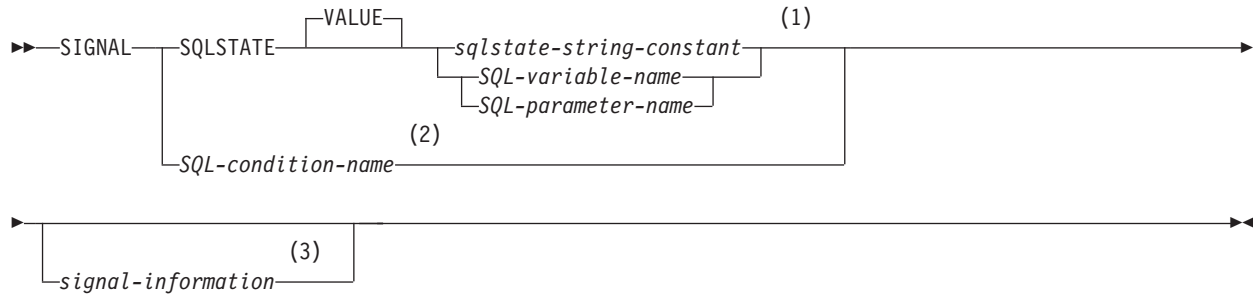 VALUE (1)
SIGNAL SQLSTATE sqlstate-string-constant
SQL-variable-name
SQL-parameter-name
(2)
SQL-condition-name
(3)
signal-information